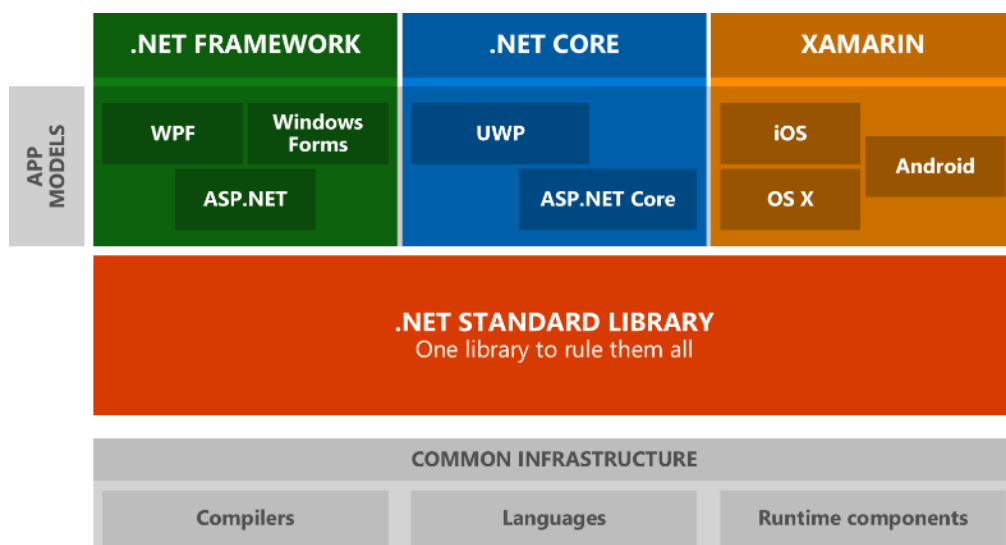 .NET FRAMEWORK
.NET CORE
XAMARIN
APP
MODELS
WPF
Windows
Forms
ASP.NET
UWP
ASP.NET Core
iOS
Android
OS X
.NET STANDARD LIBRARY
One library to rule them all
COMMON INFRASTRUCTURE
Compilers
Languages
Runtime components